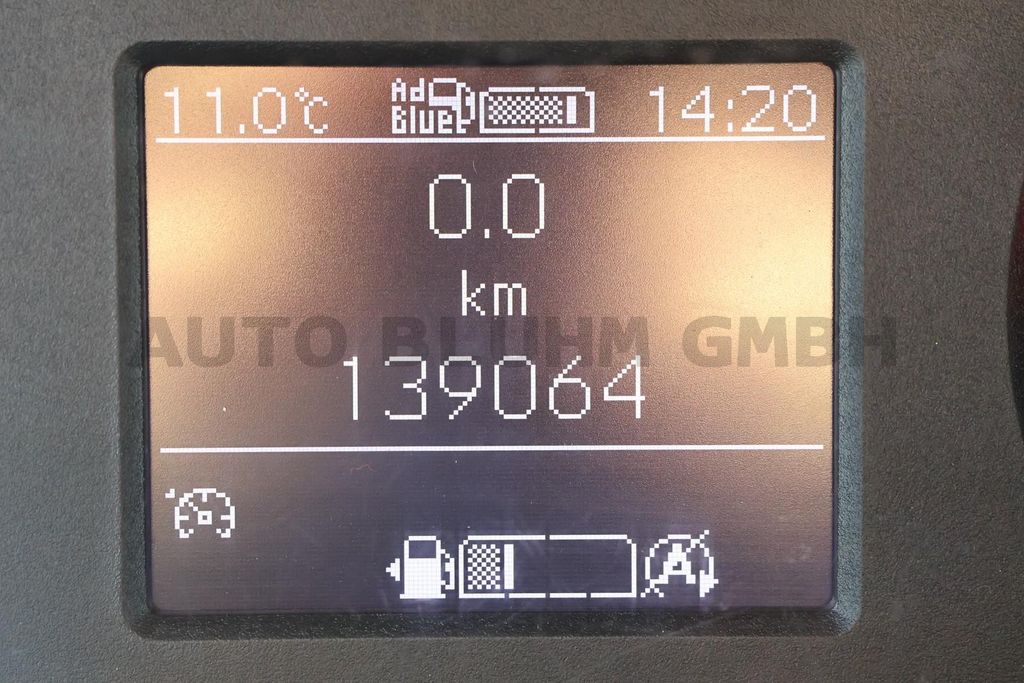 11.0°C Ad Blue 14:20
0.0
km
AUTO BLUHM GMBH
139064
A